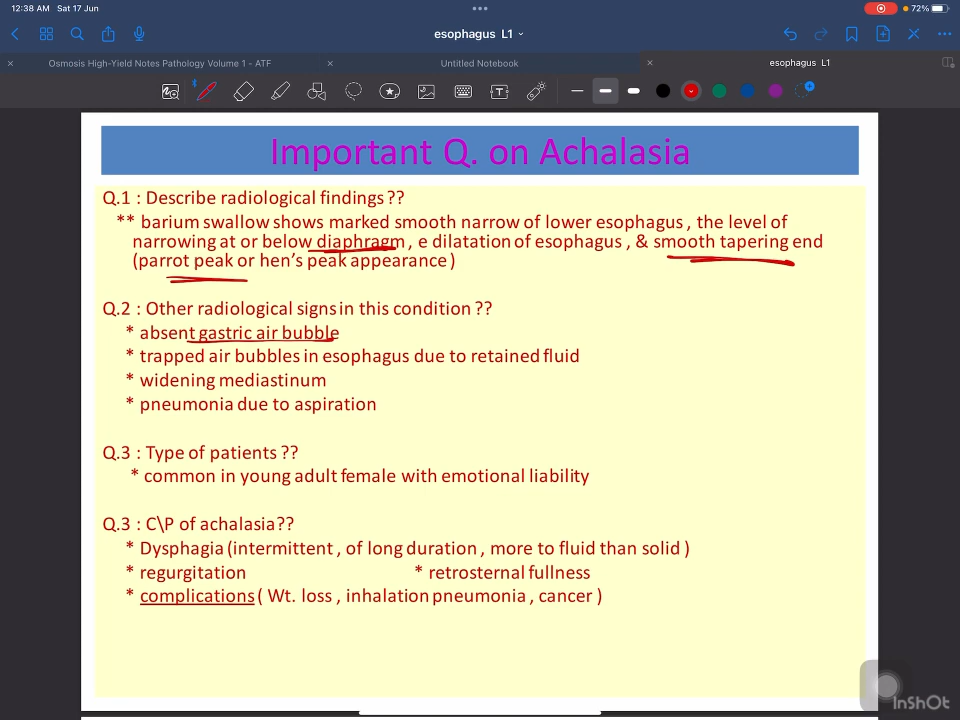 12:38 AM Sat 17 Jun
72%
esophagus L1
Osmosis High-Yield Notes Pathology Volume 1 - ATF
Untitled Notebook
esophagus L1
Important Q. on Achalasia
Q.1 : Describe radiological findings ??
** barium swallow shows marked smooth narrow of lower esophagus , the level of
narrowing at or below diaphragm , e dilatation of esophagus , & smooth tapering end
(parrot peak or hen's peak appearance )
Q.2 : Other radiological signs in this condition ??
* absent gastric air bubble
* trapped air bubbles in esophagus due to retained fluid
* widening mediastinum
* pneumonia due to aspiration
Q.3 : Type of patients ??
* common in young adult female with emotional liability
Q.3 : C\P of achalasia??
* Dysphagia (intermittent , of long duration , more to fluid than solid )
* regurgitation * retrosternal fullness
* complications ( Wt. loss , inhalation pneumonia , cancer )
InShOt